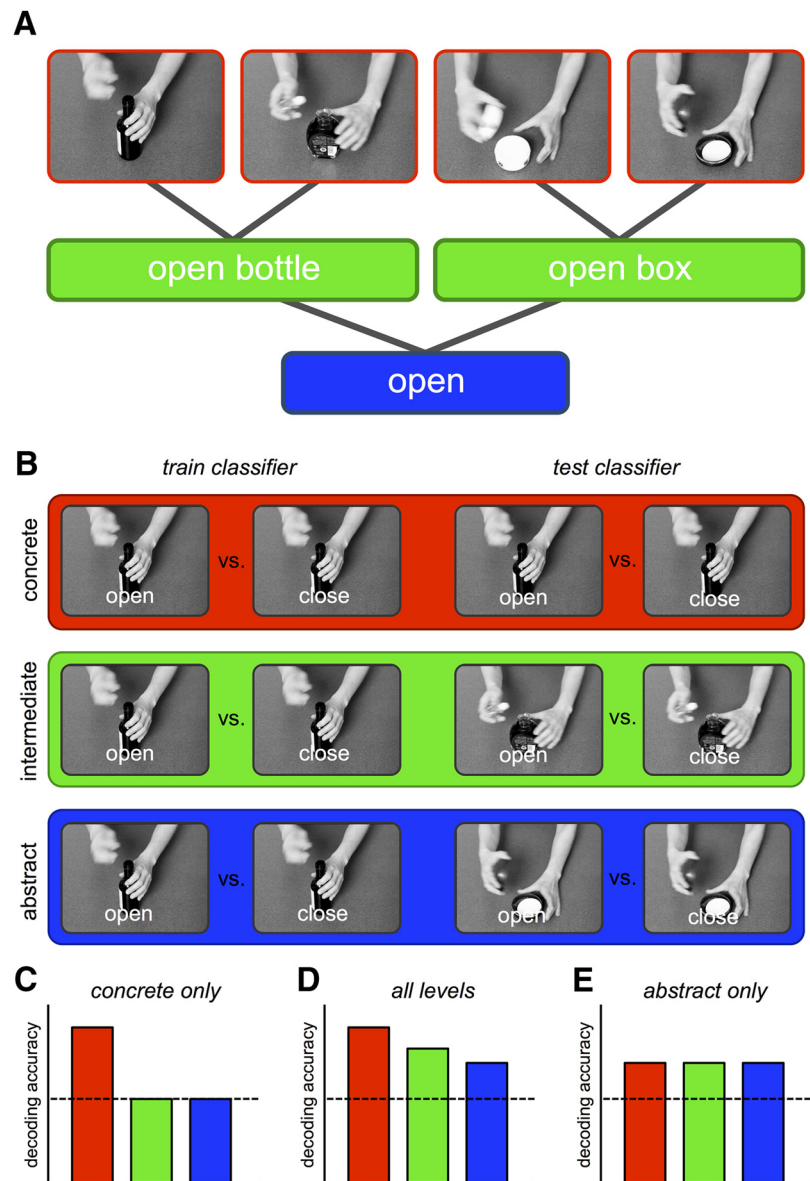 A
open bottle
open box
open
B
train classifier
test classifier
concrete
open
vs.
close
open
vs.
close
intermediate
open
vs.
close
open
vs.
close
abstract
open
vs.
close
open
vs.
close
C
concrete only
decoding accuracy
D
all levels
decoding accuracy
E
abstract only
decoding accuracy